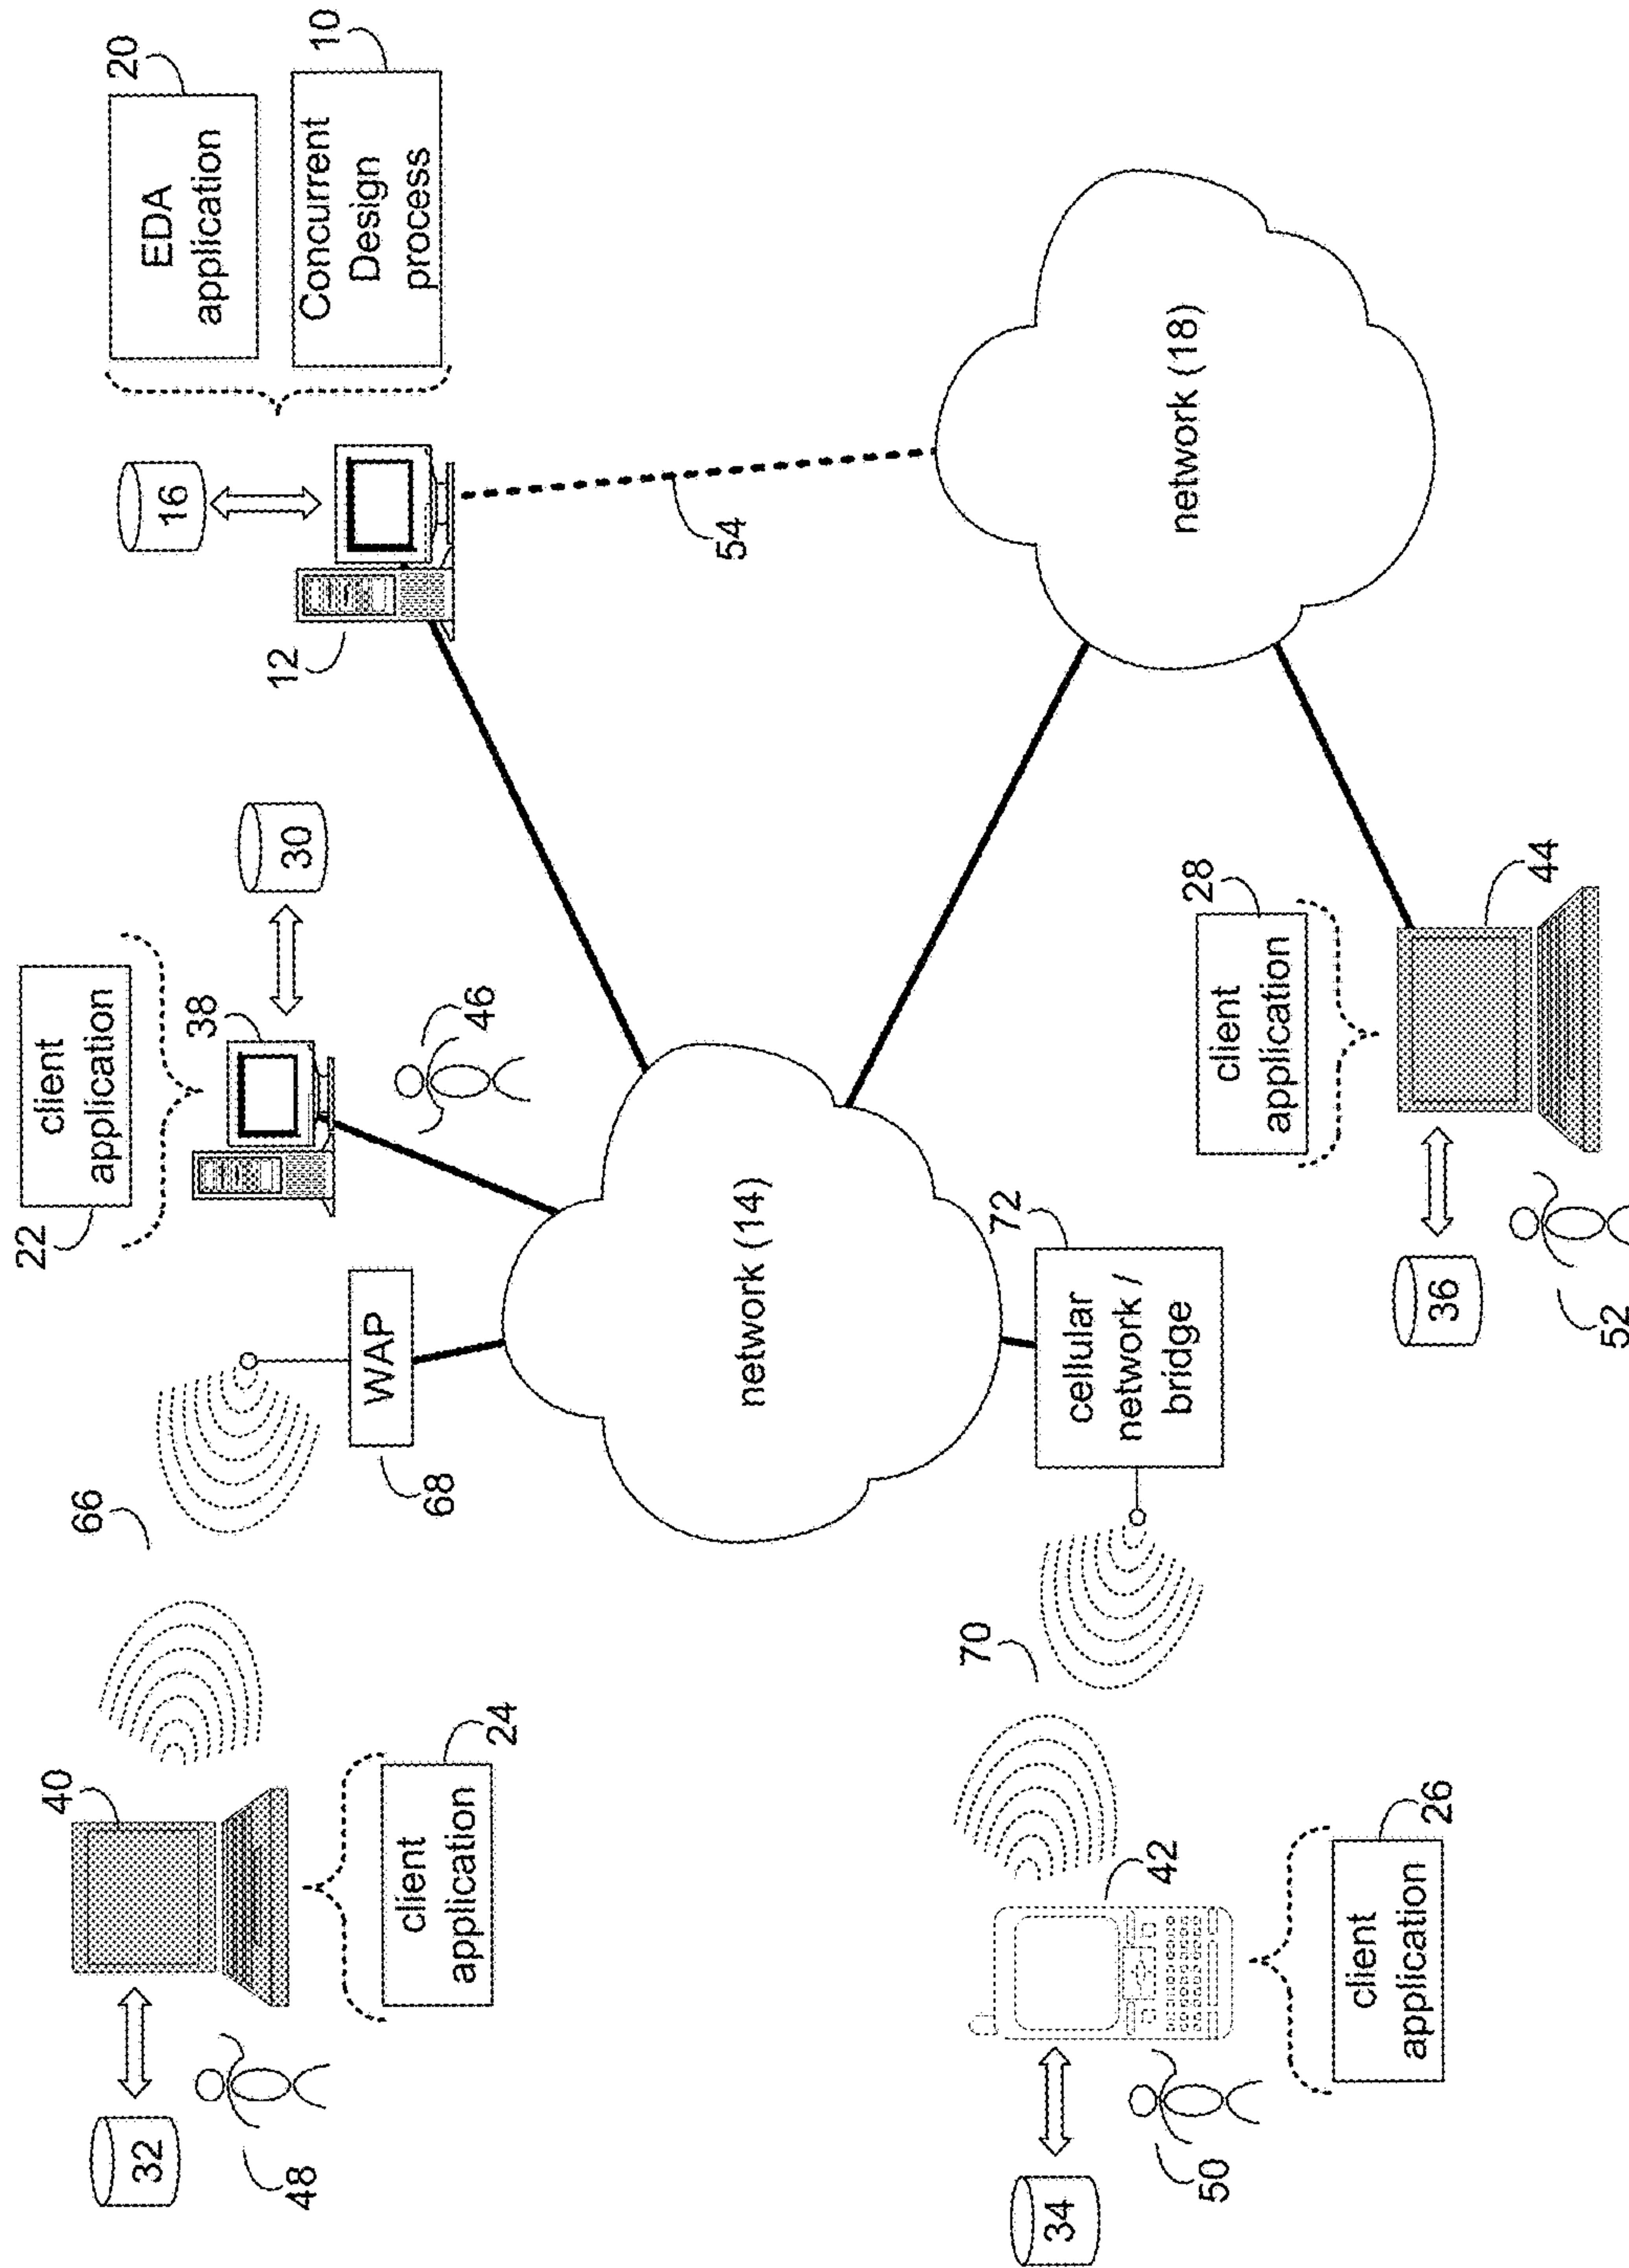 32
40
66
22
client
application
38
30
16
20
EDA
application
10
Concurrent
Design
process
48
24
client
application
68
WAP
46
12
network (14)
54
network (18)
34
50
42
70
72
cellular
network /
bridge
26
client
application
28
client
application
36
44
52